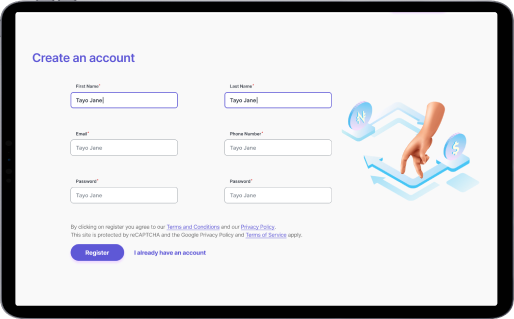 Create an account
First Name* Last Name*
Tayo Jane Tayo Jane
Email* Phone Number*
Tayo Jane Tayo Jane
Password* Password*
Tayo Jane Tayo Jane
By clicking on register you agree to our Terms and Conditions and our Privacy Policy.
This site is protected by reCAPTCHA and the Google Privacy Policy and Terms of Service apply.
Register I already have an account
₦
$